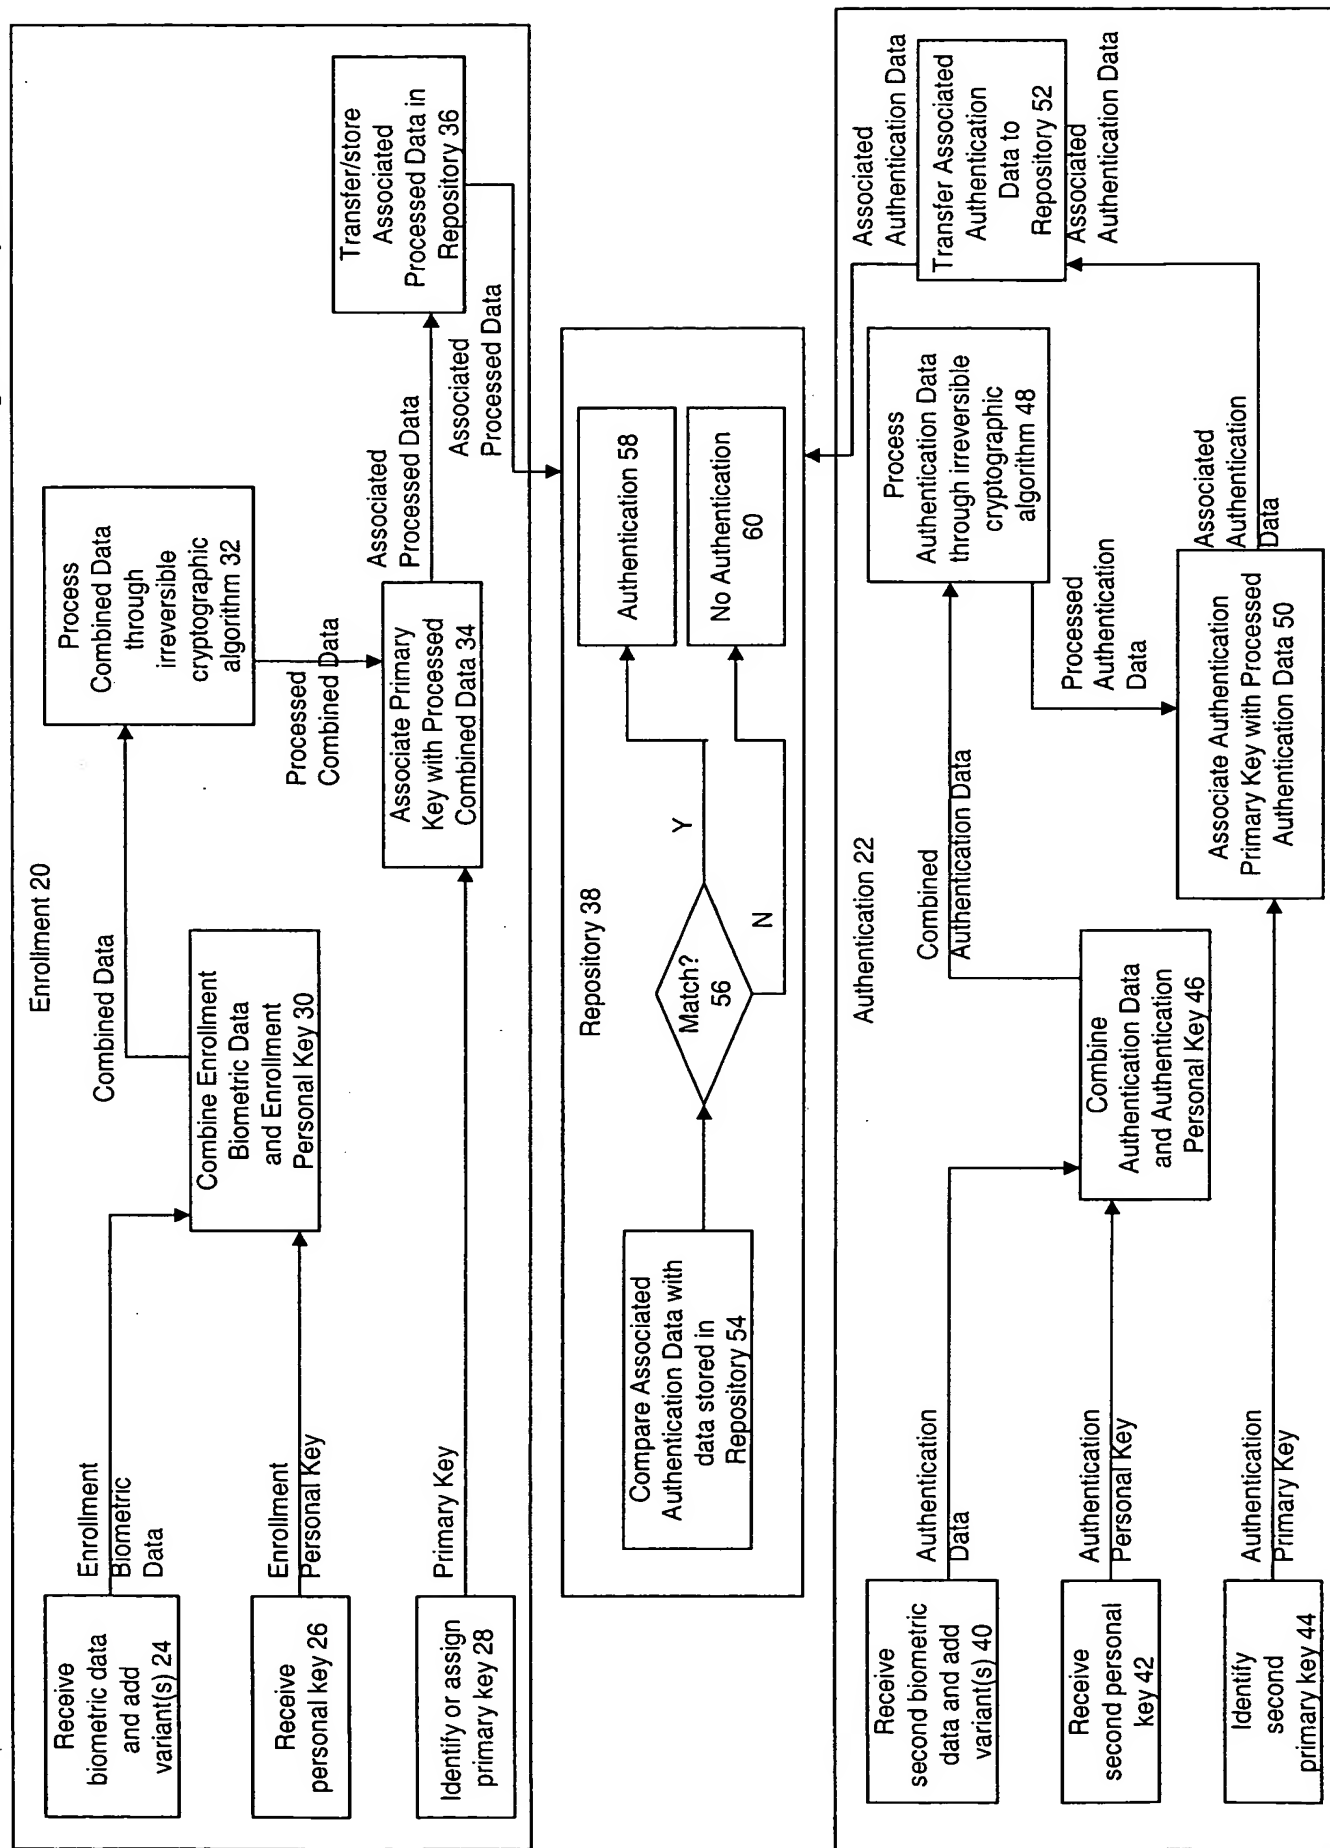 Enrollment 20
Receive
biometric data
and add
variant(s) 24
Enrollment
Biometric
Data
Receive
personal key 26
Enrollment
Personal Key
Identify or assign
primary key 28
Primary Key
Combine Enrollment
Biometric Data
and Enrollment
Personal Key 30
Combined Data
Process
Combined Data
through
irreversible
cryptographic
algorithm 32
Processed
Combined Data
Associate Primary
Key with Processed
Combined Data 34
Associated
Processed Data
Transfer/store
Associated
Processed Data in
Repository 36
Associated
Processed Data
Repository 38
Compare Associated
Authentication Data with
data stored in
Repository 54
Match?
56
Y
N
Authentication 58
No Authentication
60
Authentication 22
Receive
second biometric
data and add
variant(s) 40
Authentication
Data
Receive
second personal
key 42
Authentication
Personal Key
Identify
second
primary key 44
Authentication
Primary Key
Combine
Authentication Data
and Authentication
Personal Key 46
Combined
Authentication Data
Process
Authentication Data
through irreversible
cryptographic
algorithm 48
Processed
Authentication
Data
Associate Authentication
Primary Key with Processed
Authentication Data 50
Associated
Authentication
Data
Transfer Associated
Authentication
Data to
Repository 52
Associated
Authentication Data
Associated
Authentication Data